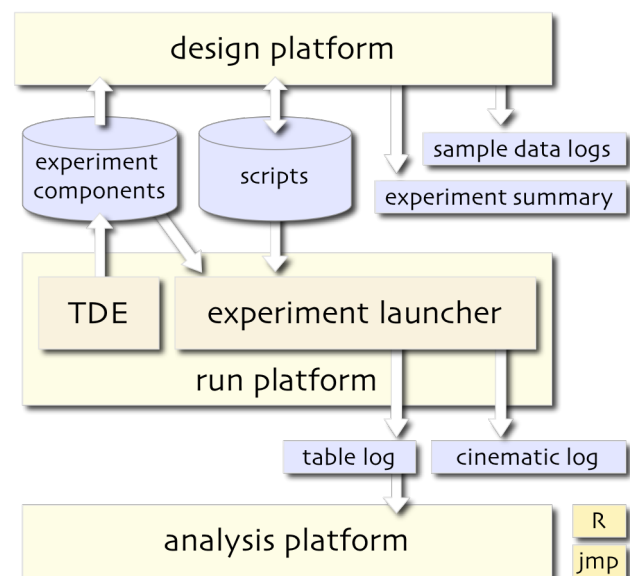 design platform
experiment
components
scripts
sample data logs
experiment summary
TDE
experiment launcher
run platform
table log
cinematic log
analysis platform
R
jmp